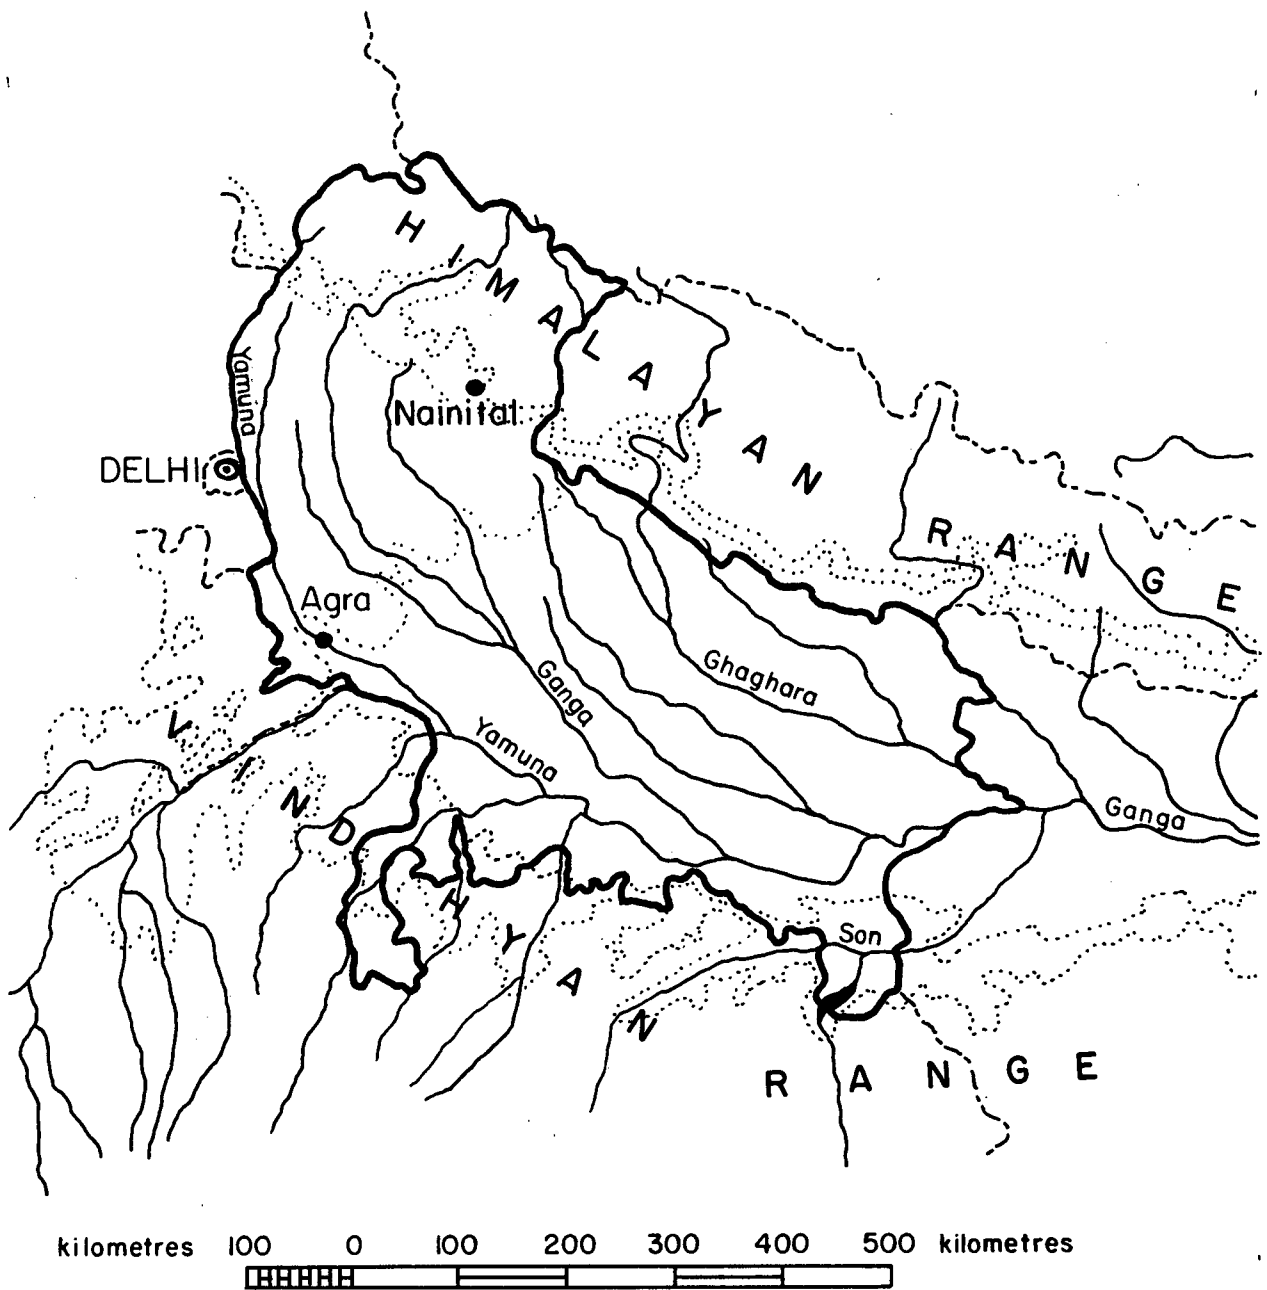 HIMALAYAN RANGE
Yamuna
Nainital
DELHI
Agra
Ghaghara
Ganga
Yamuna
VINDHYAN RANGE
Ganga
Son
kilometres 100 0 100 200 300 400 500 kilometres